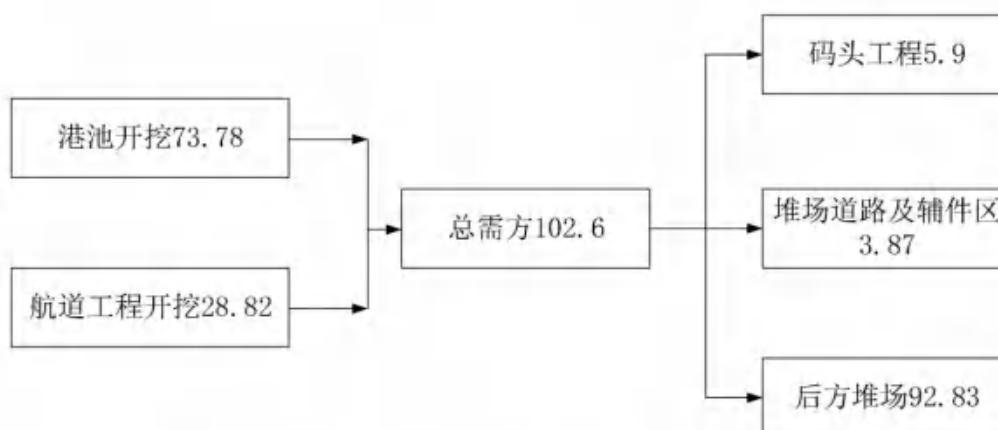 码头工程5.9
港池开挖73.78
总需方102.6
堆场道路及辅件区
3.87
航道工程开挖28.82
后方堆场92.83